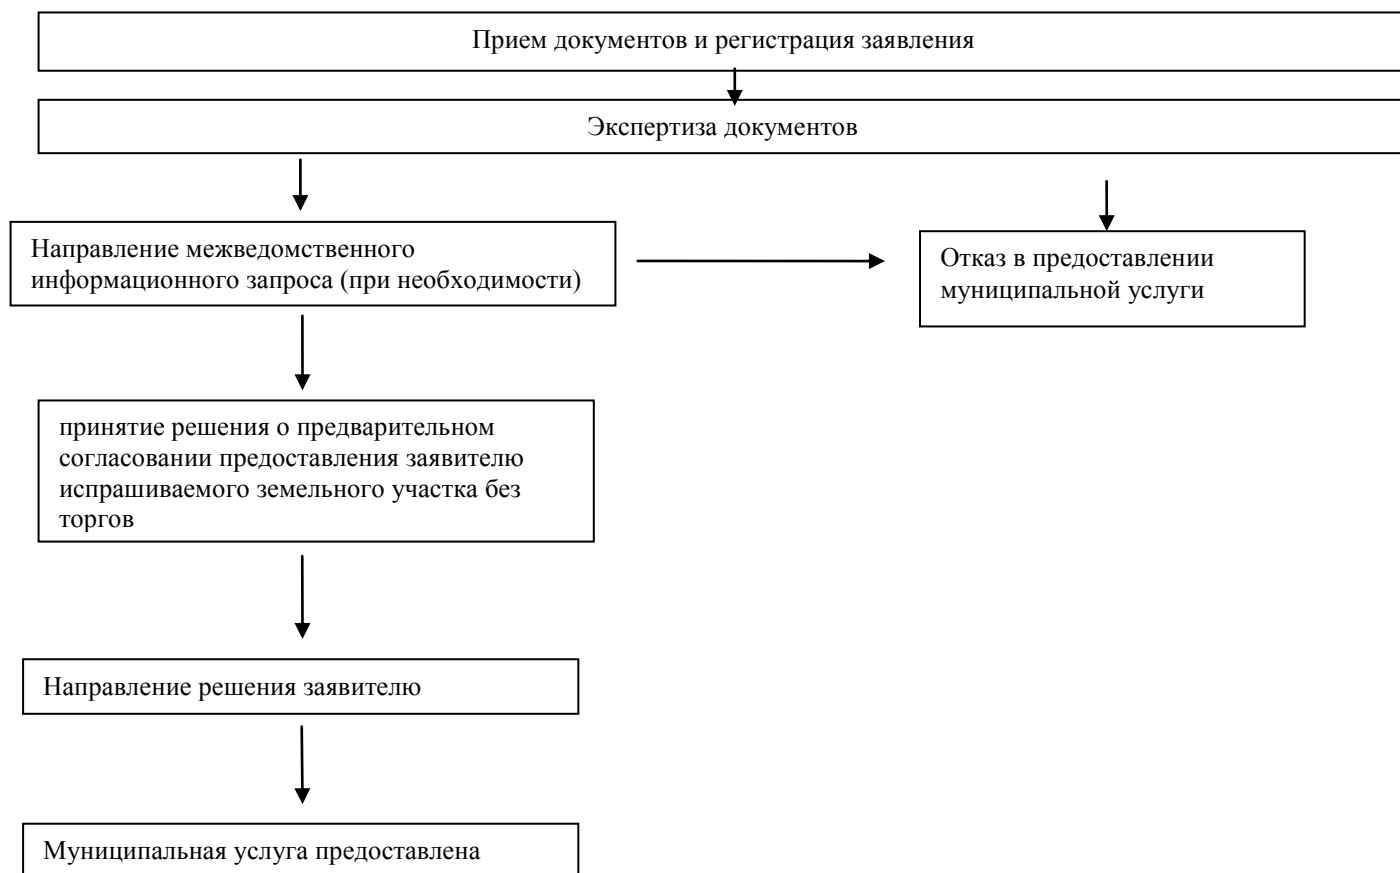 Прием документов и регистрация заявления
Экспертиза документов
Направление межведомственного
информационного запроса (при необходимости)
Отказ в предоставлении
муниципальной услуги
принятие решения о предварительном
согласовании предоставления заявителю
испрашиваемого земельного участка без
торгов
Направление решения заявителю
Муниципальная услуга предоставлена